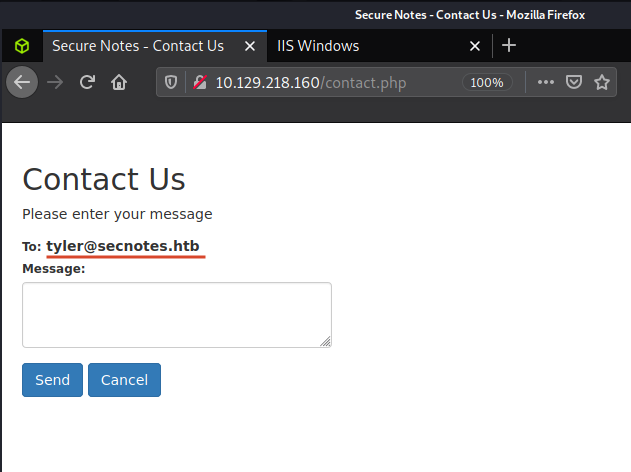 Secure Notes - Contact Us - Mozilla Firefox
Secure Notes - Contact Us
IIS Windows
10.129.218.160/contact.php 100%
Contact Us
Please enter your message
To: tyler@secnotes.htb
Message:
Send Cancel